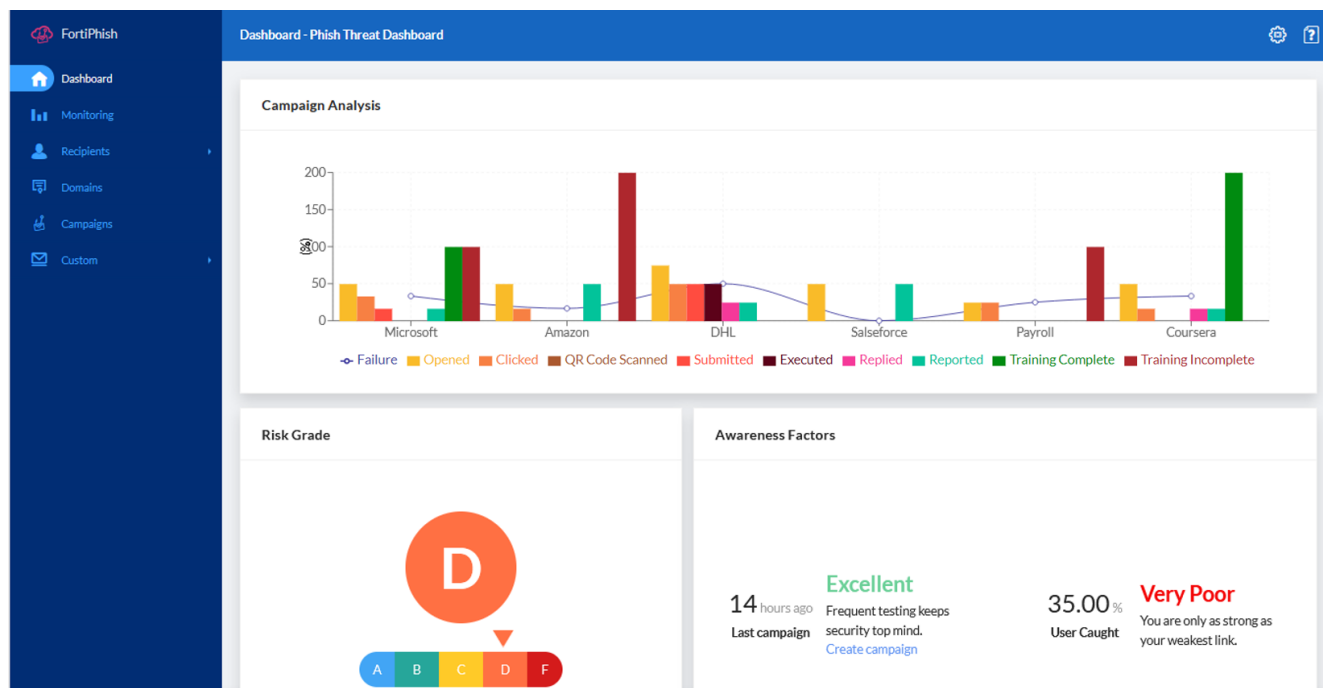 FortiPhish
Dashboard - Phish Threat Dashboard
Dashboard
Monitoring
Recipients
Domains
Campaigns
Custom
Campaign Analysis
200
150
100
50
0
(%)
Microsoft Amazon DHL Salseforce Payroll Coursera
Failure Opened Clicked QR Code Scanned Submitted Executed Replied Reported Training Complete Training Incomplete
Risk Grade
D
A B C D F
Awareness Factors
14 hours ago
Last campaign
Excellent
Frequent testing keeps
security top mind.
Create campaign
35.00 %
User Caught
Very Poor
You are only as strong as
your weakest link.